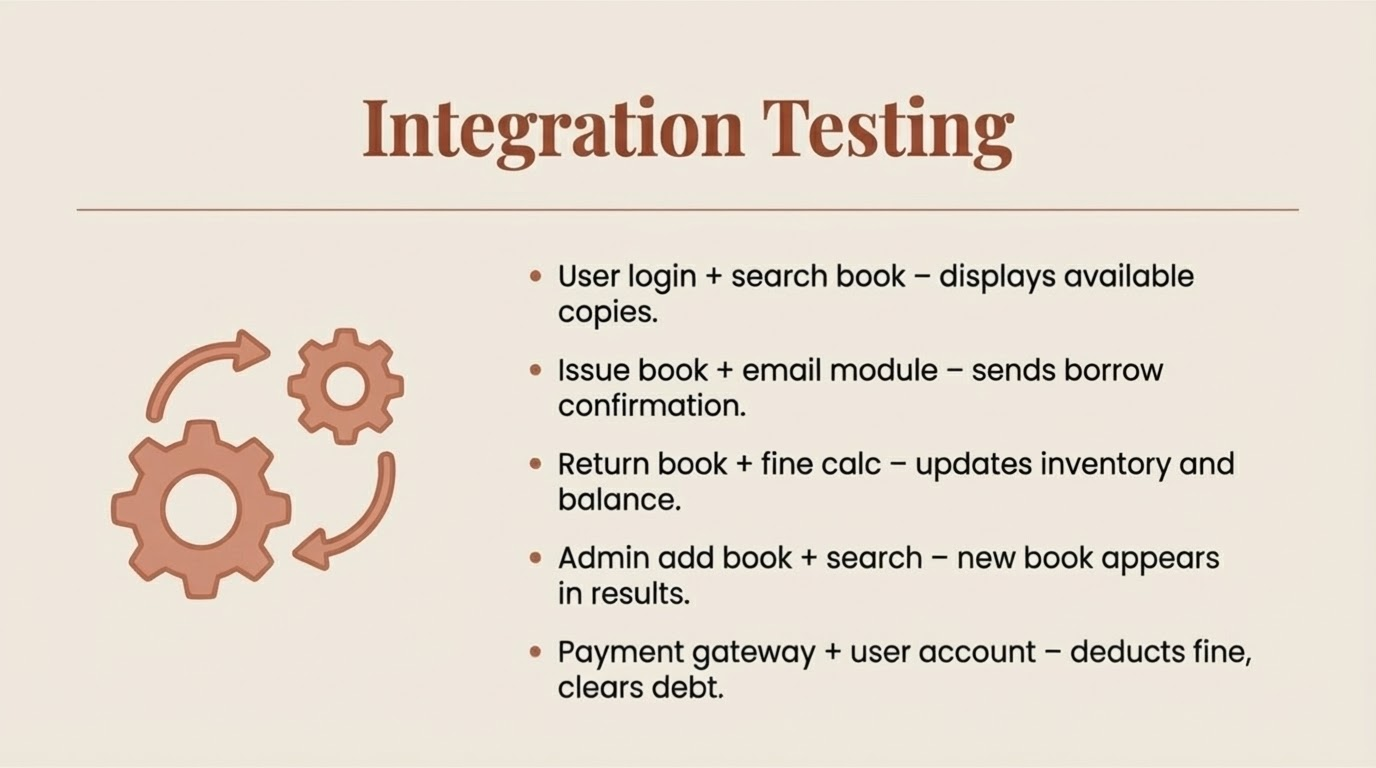 Integration Testing
• User login + search book – displays available
copies.
• Issue book + email module – sends borrow
confirmation.
• Return book + fine calc – updates inventory and
balance.
• Admin add book + search – new book appears
in results.
• Payment gateway + user account – deducts fine,
clears debt.